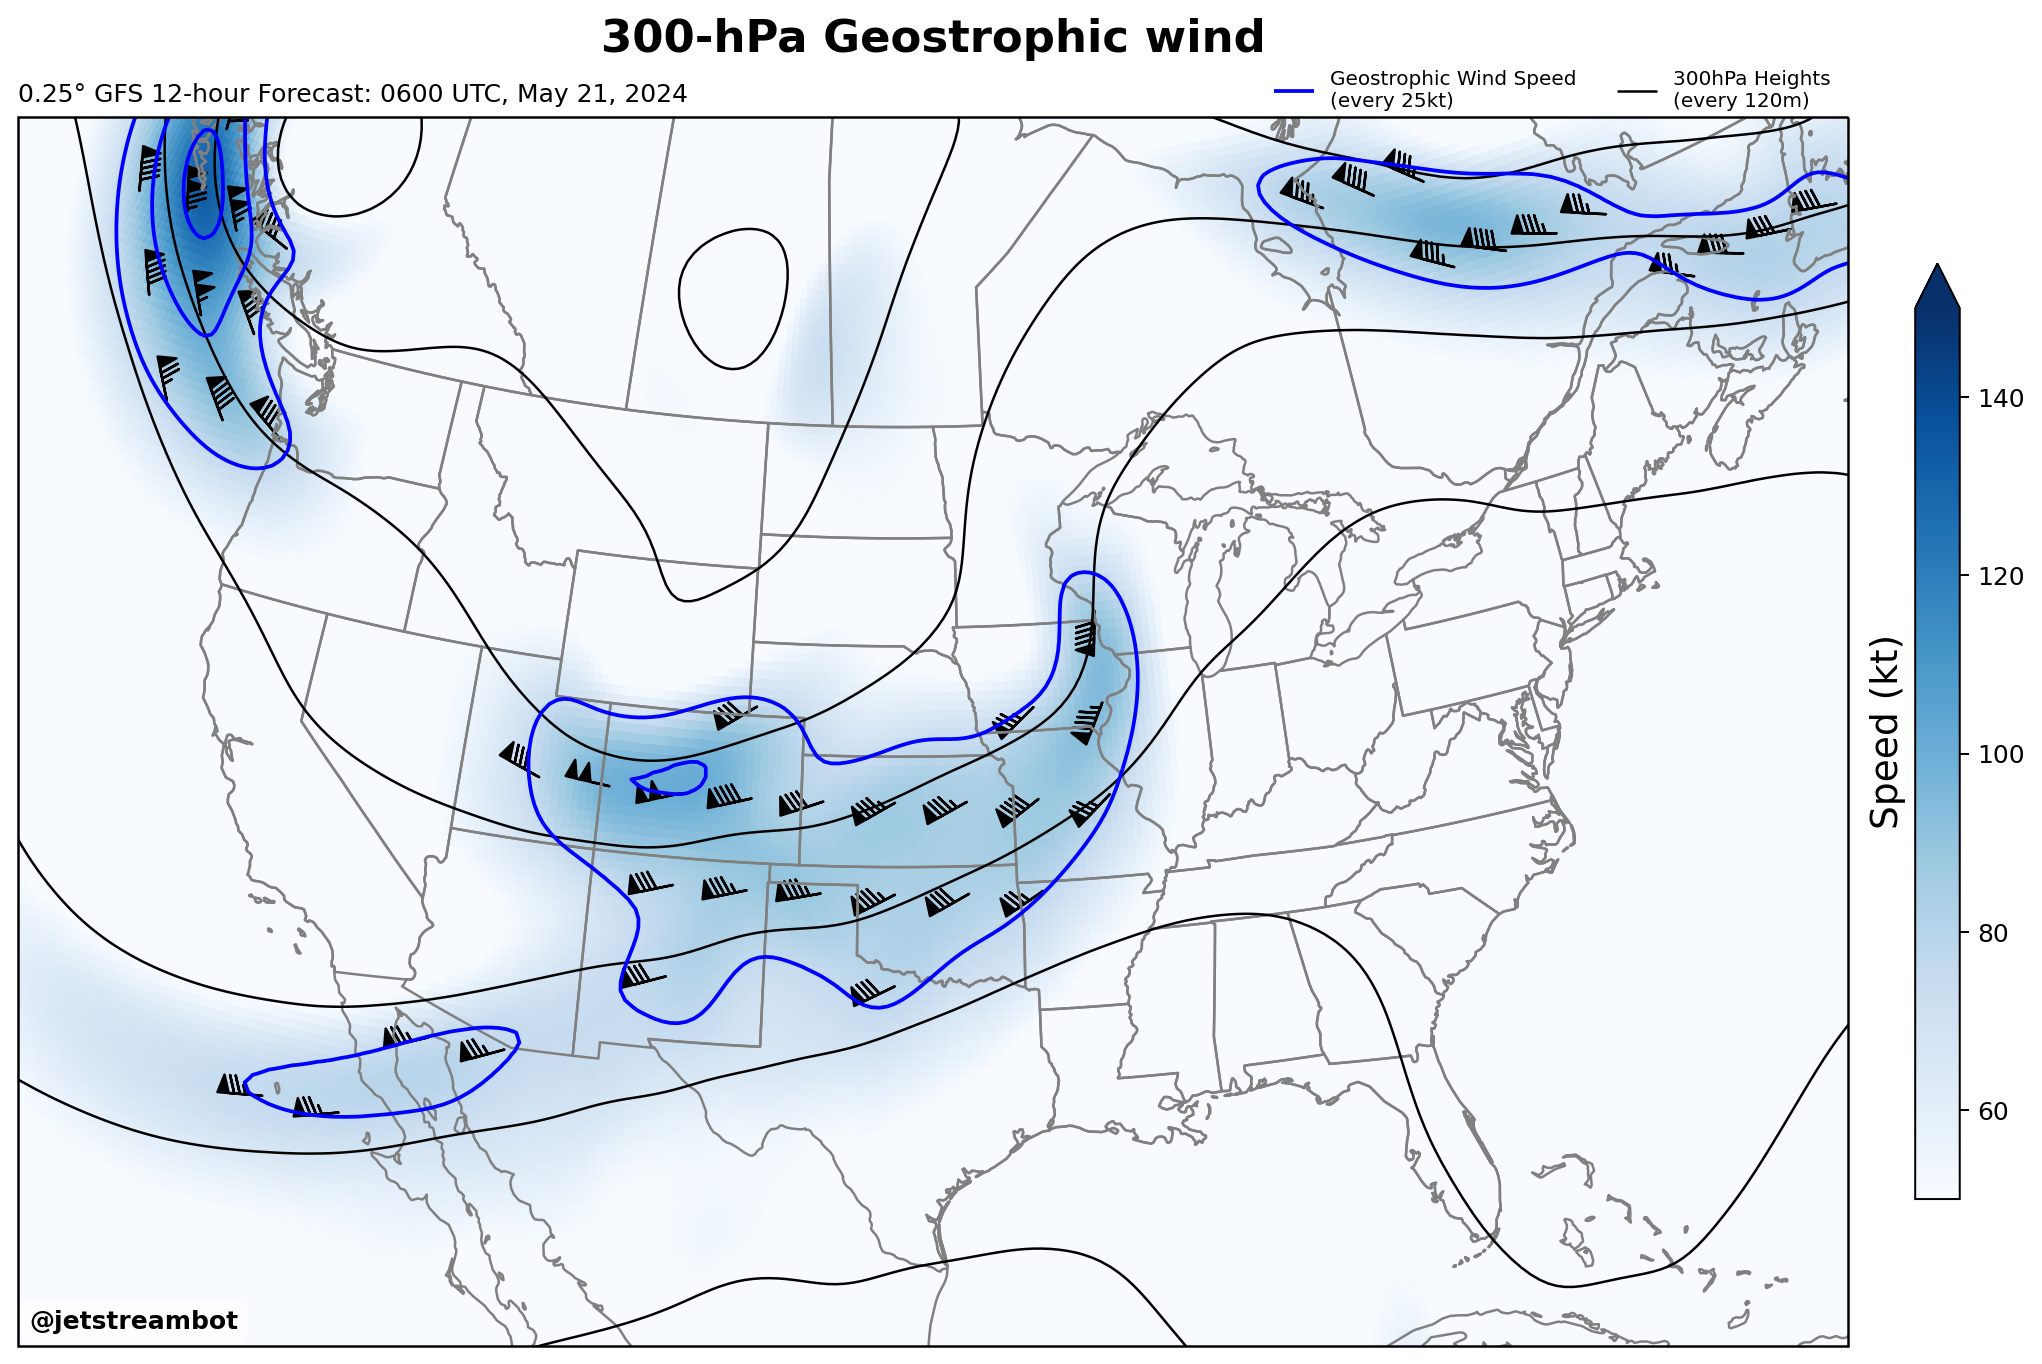 300-hPa Geostrophic wind
0.25° GFS 12-hour Forecast: 0600 UTC, May 21, 2024
Geostrophic Wind Speed
(every 25kt)
300hPa Heights
(every 120m)
140
120
100
80
60
Speed (kt)
@jetstreambot